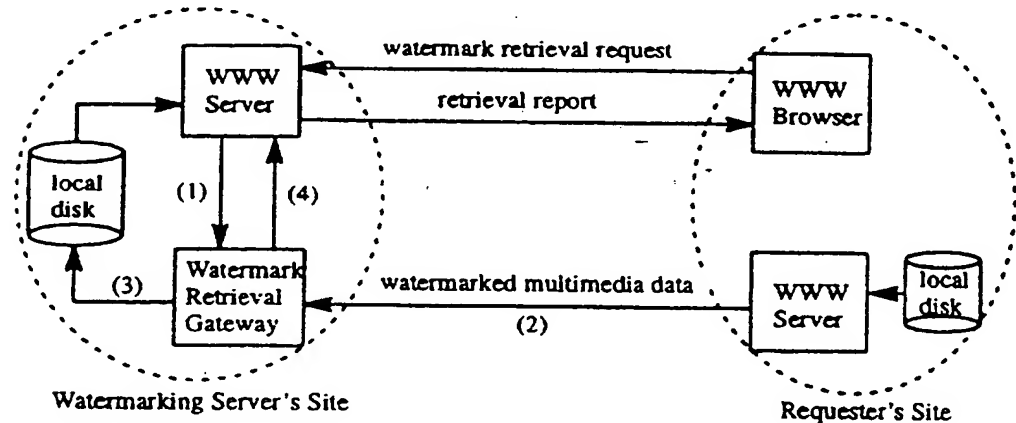 watermark retrieval request
WWW
Server
retrieval report
WWW
Browser
local
disk
(1)
(4)
(3)
Watermark
Retrieval
Gateway
watermarked multimedia data
(2)
WWW
Server
local
disk
Watermarking Server's Site
Requester's Site